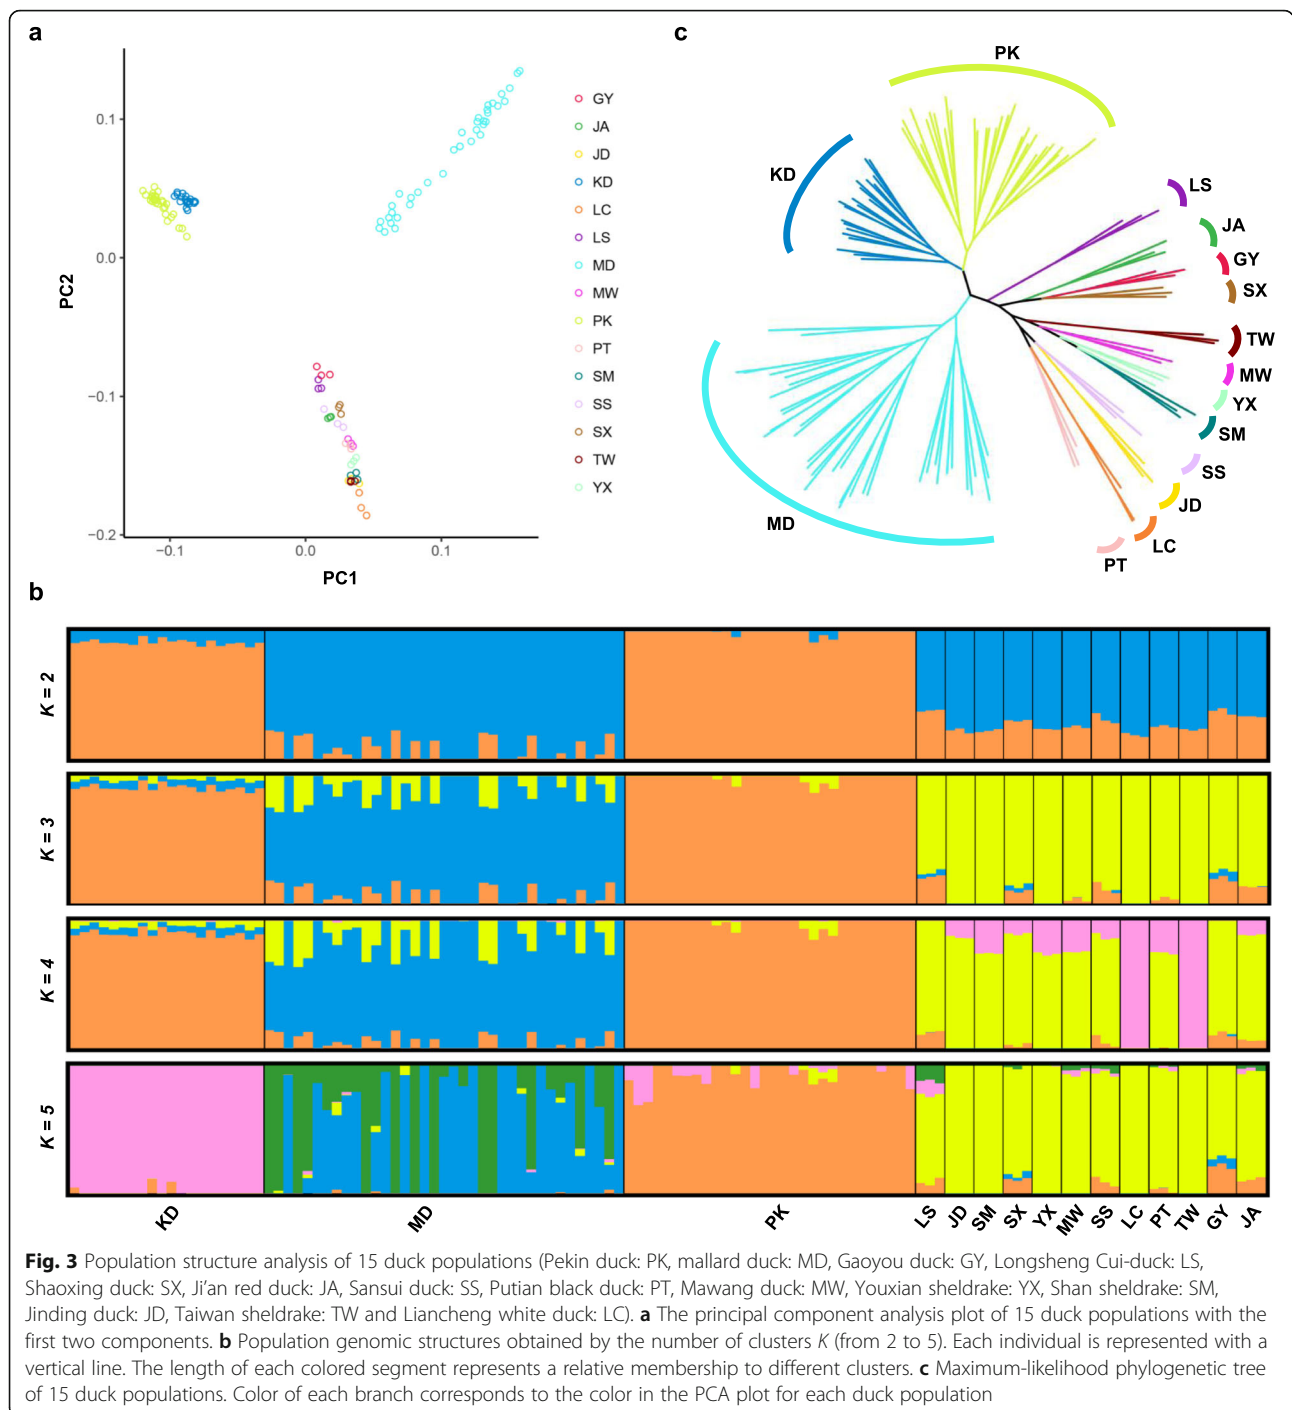 a
0.1
0.0
−0.1
−0.2
PC2
−0.1
0.0
0.1
PC1
GY
JA
JD
KD
LC
LS
MD
MW
PK
PT
SM
SS
SX
TW
YX
c
PK
KD
LS
JA
GY
SX
TW
MW
YX
SM
SS
JD
LC
PT
MD
b
K = 2
K = 3
K = 4
K = 5
KD
MD
PK
LS
JD
SM
SX
YX
MW
SS
LC
PT
TW
GY
JA
Fig. 3 Population structure analysis of 15 duck populations (Pekin duck: PK, mallard duck: MD, Gaoyou duck: GY, Longsheng Cui-duck: LS,
Shaoxing duck: SX, Ji’an red duck: JA, Sansui duck: SS, Putian black duck: PT, Mawang duck: MW, Youxian sheldrake: YX, Shan sheldrake: SM,
Jinding duck: JD, Taiwan sheldrake: TW and Liancheng white duck: LC). a The principal component analysis plot of 15 duck populations with the
first two components. b Population genomic structures obtained by the number of clusters K (from 2 to 5). Each individual is represented with a
vertical line. The length of each colored segment represents a relative membership to different clusters. c Maximum-likelihood phylogenetic tree
of 15 duck populations. Color of each branch corresponds to the color in the PCA plot for each duck population